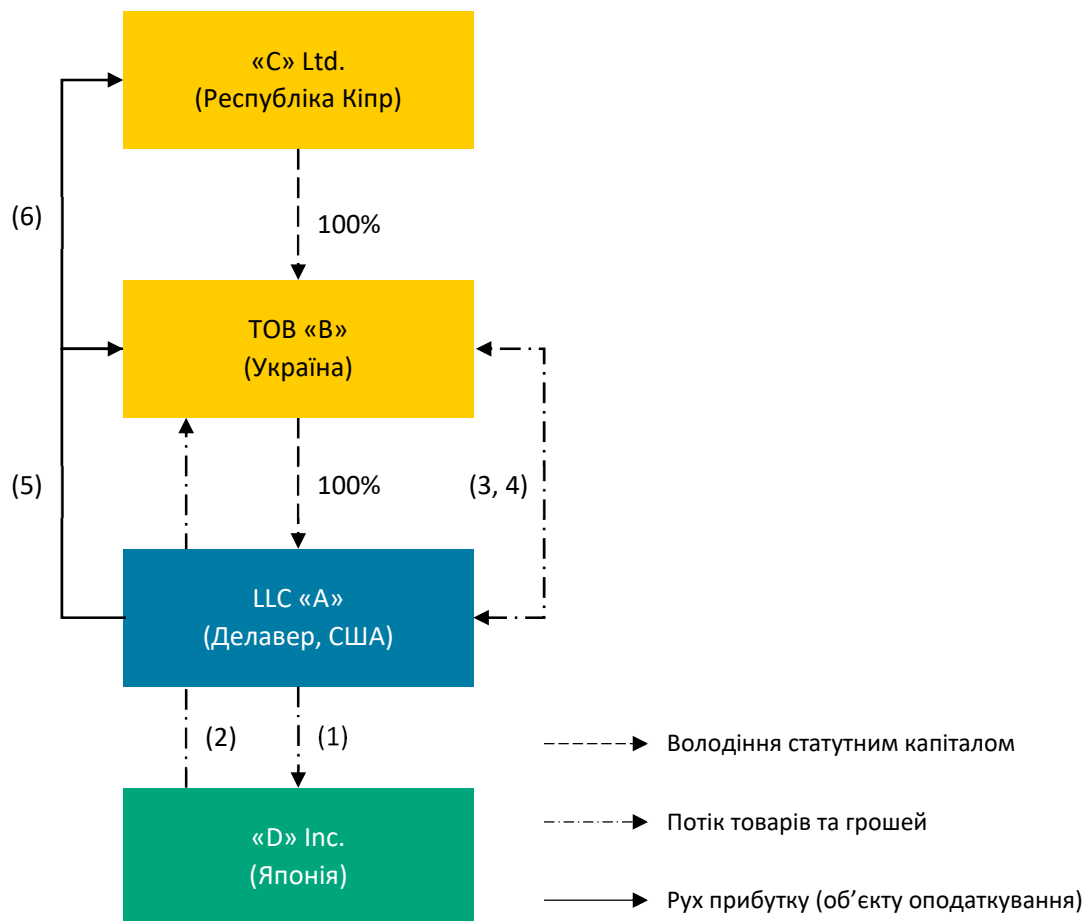 «C» Ltd.
(Республіка Кіпр)
(6)
100%
ТОВ «В»
(Україна)
(5)
100%
(3, 4)
LLC «A»
(Делавер, США)
(2)
(1)
Володіння статутним капіталом
Потік товарів та грошей
«D» Inc.
(Японія)
Рух прибутку (об’єкту оподаткування)